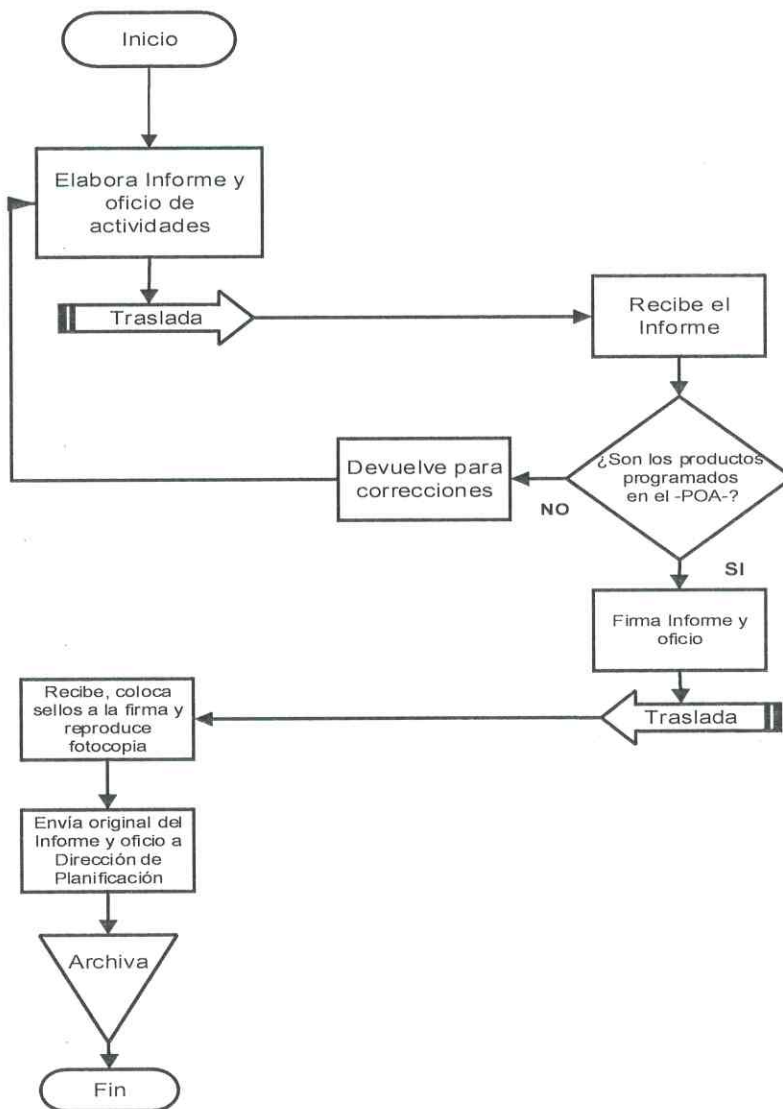 Inicio
Elabora Informe y
oficio de
actividades
Traslada
Recibe el
Informe
¿Son los productos
programados
en el -POA-?
Devuelve para
correcciones
NO
SI
Firma Informe y
oficio
Traslada
Recibe, coloca
sellos a la firma y
reproduce
fotocopia
Envía original del
Informe y oficio a
Dirección de
Planificación
Archiva
Fin